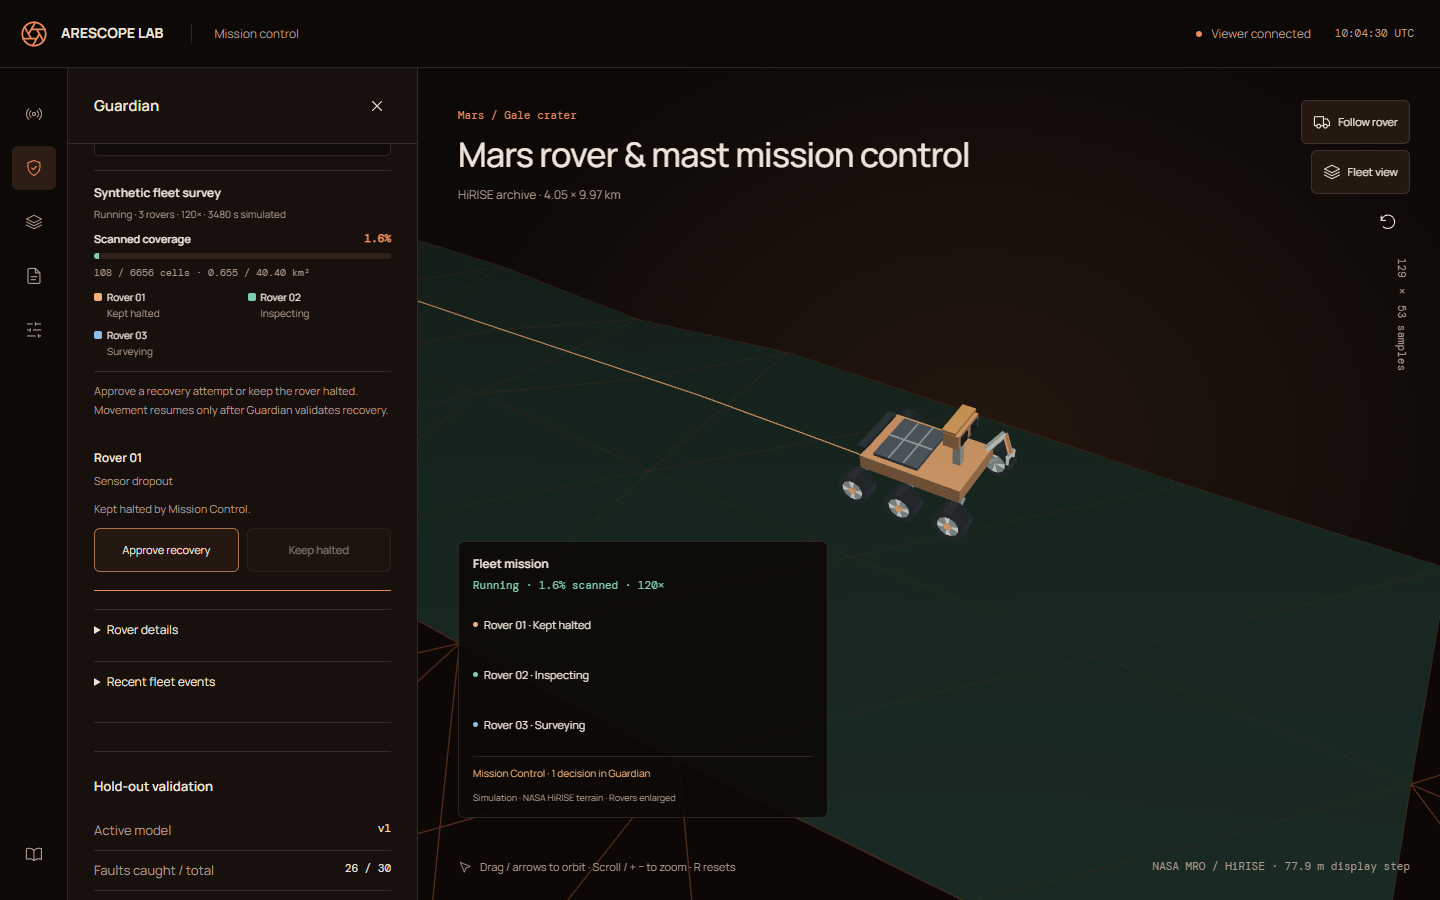 ARESCOPE LAB
Mission control
Viewer connected
10:04:30 UTC
Guardian
Synthetic fleet survey
Running · 3 rovers · 120× · 3480 s simulated
Scanned coverage
1.6%
108 / 6656 cells · 0.655 / 40.40 km²
Rover 01
Kept halted
Rover 02
Inspecting
Rover 03
Surveying
Approve a recovery attempt or keep the rover halted.
Movement resumes only after Guardian validates recovery.
Rover 01
Sensor dropout
Kept halted by Mission Control.
Approve recovery
Keep halted
Rover details
Recent fleet events
Hold-out validation
Active model
v1
Faults caught / total
26 / 30
Mars / Gale crater
Mars rover & mast mission control
HiRISE archive · 4.05 × 9.97 km
Follow rover
Fleet view
129 × 53 samples
Fleet mission
Running · 1.6% scanned · 120×
Rover 01 · Kept halted
Rover 02 · Inspecting
Rover 03 · Surveying
Mission Control · 1 decision in Guardian
Simulation · NASA HiRISE terrain · Rovers enlarged
Drag / arrows to orbit · Scroll / + − to zoom · R resets
NASA MRO / HiRISE · 77.9 m display step